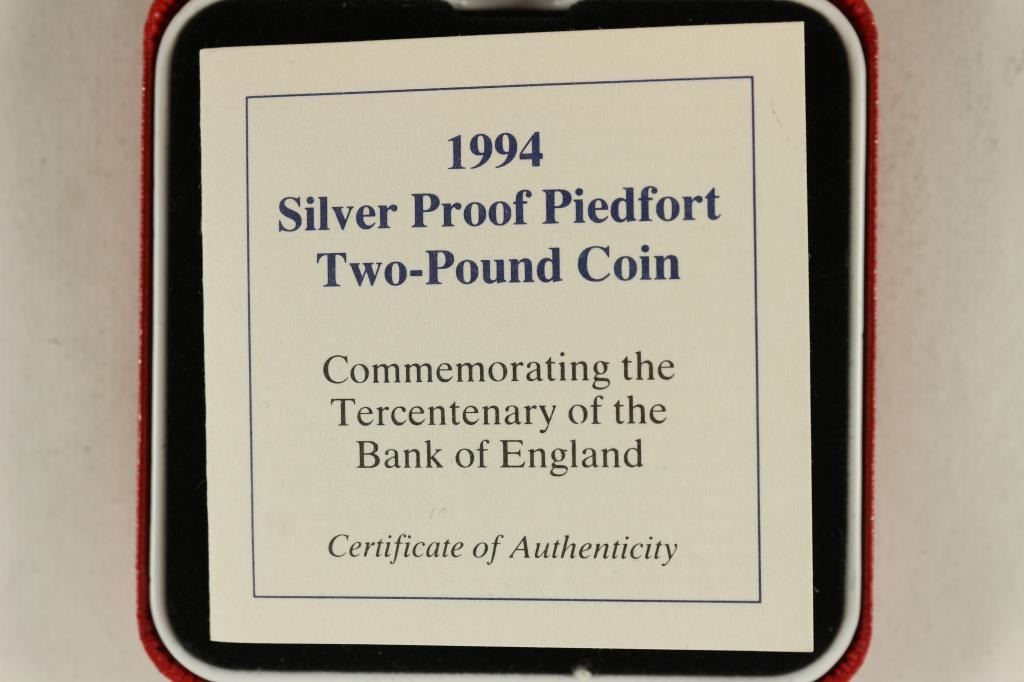 1994
Silver Proof Piedfort
Two-Pound Coin
Commemorating the
Tercentenary of the
Bank of England
Certificate of Authenticity